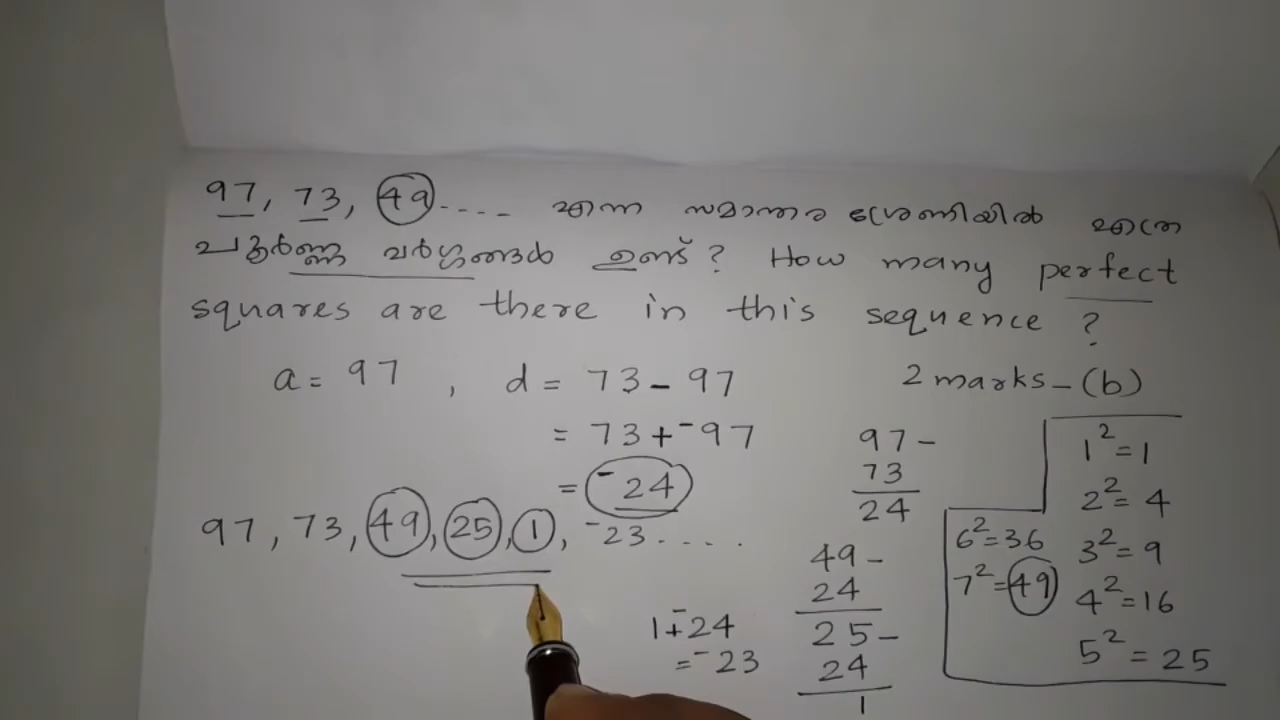 97, 73, 49.... എന്ന സമാന്തര ശ്രേണിയിൽ എത്ര
പൂർണ്ണ വർഗ്ഗങ്ങൾ ഉണ്ട്? How many perfect
squares are there in this sequence?
a = 97, d = 73 - 97
2 marks - (b)
= 73 + -97
= -24
97, 73, 49, 25, 1, -23.....
97 -
73
24
49 -
24
25 -
24
1
1 + -24
= -23
1² = 1
2² = 4
3² = 9
4² = 16
5² = 25
6² = 36
7² = 49